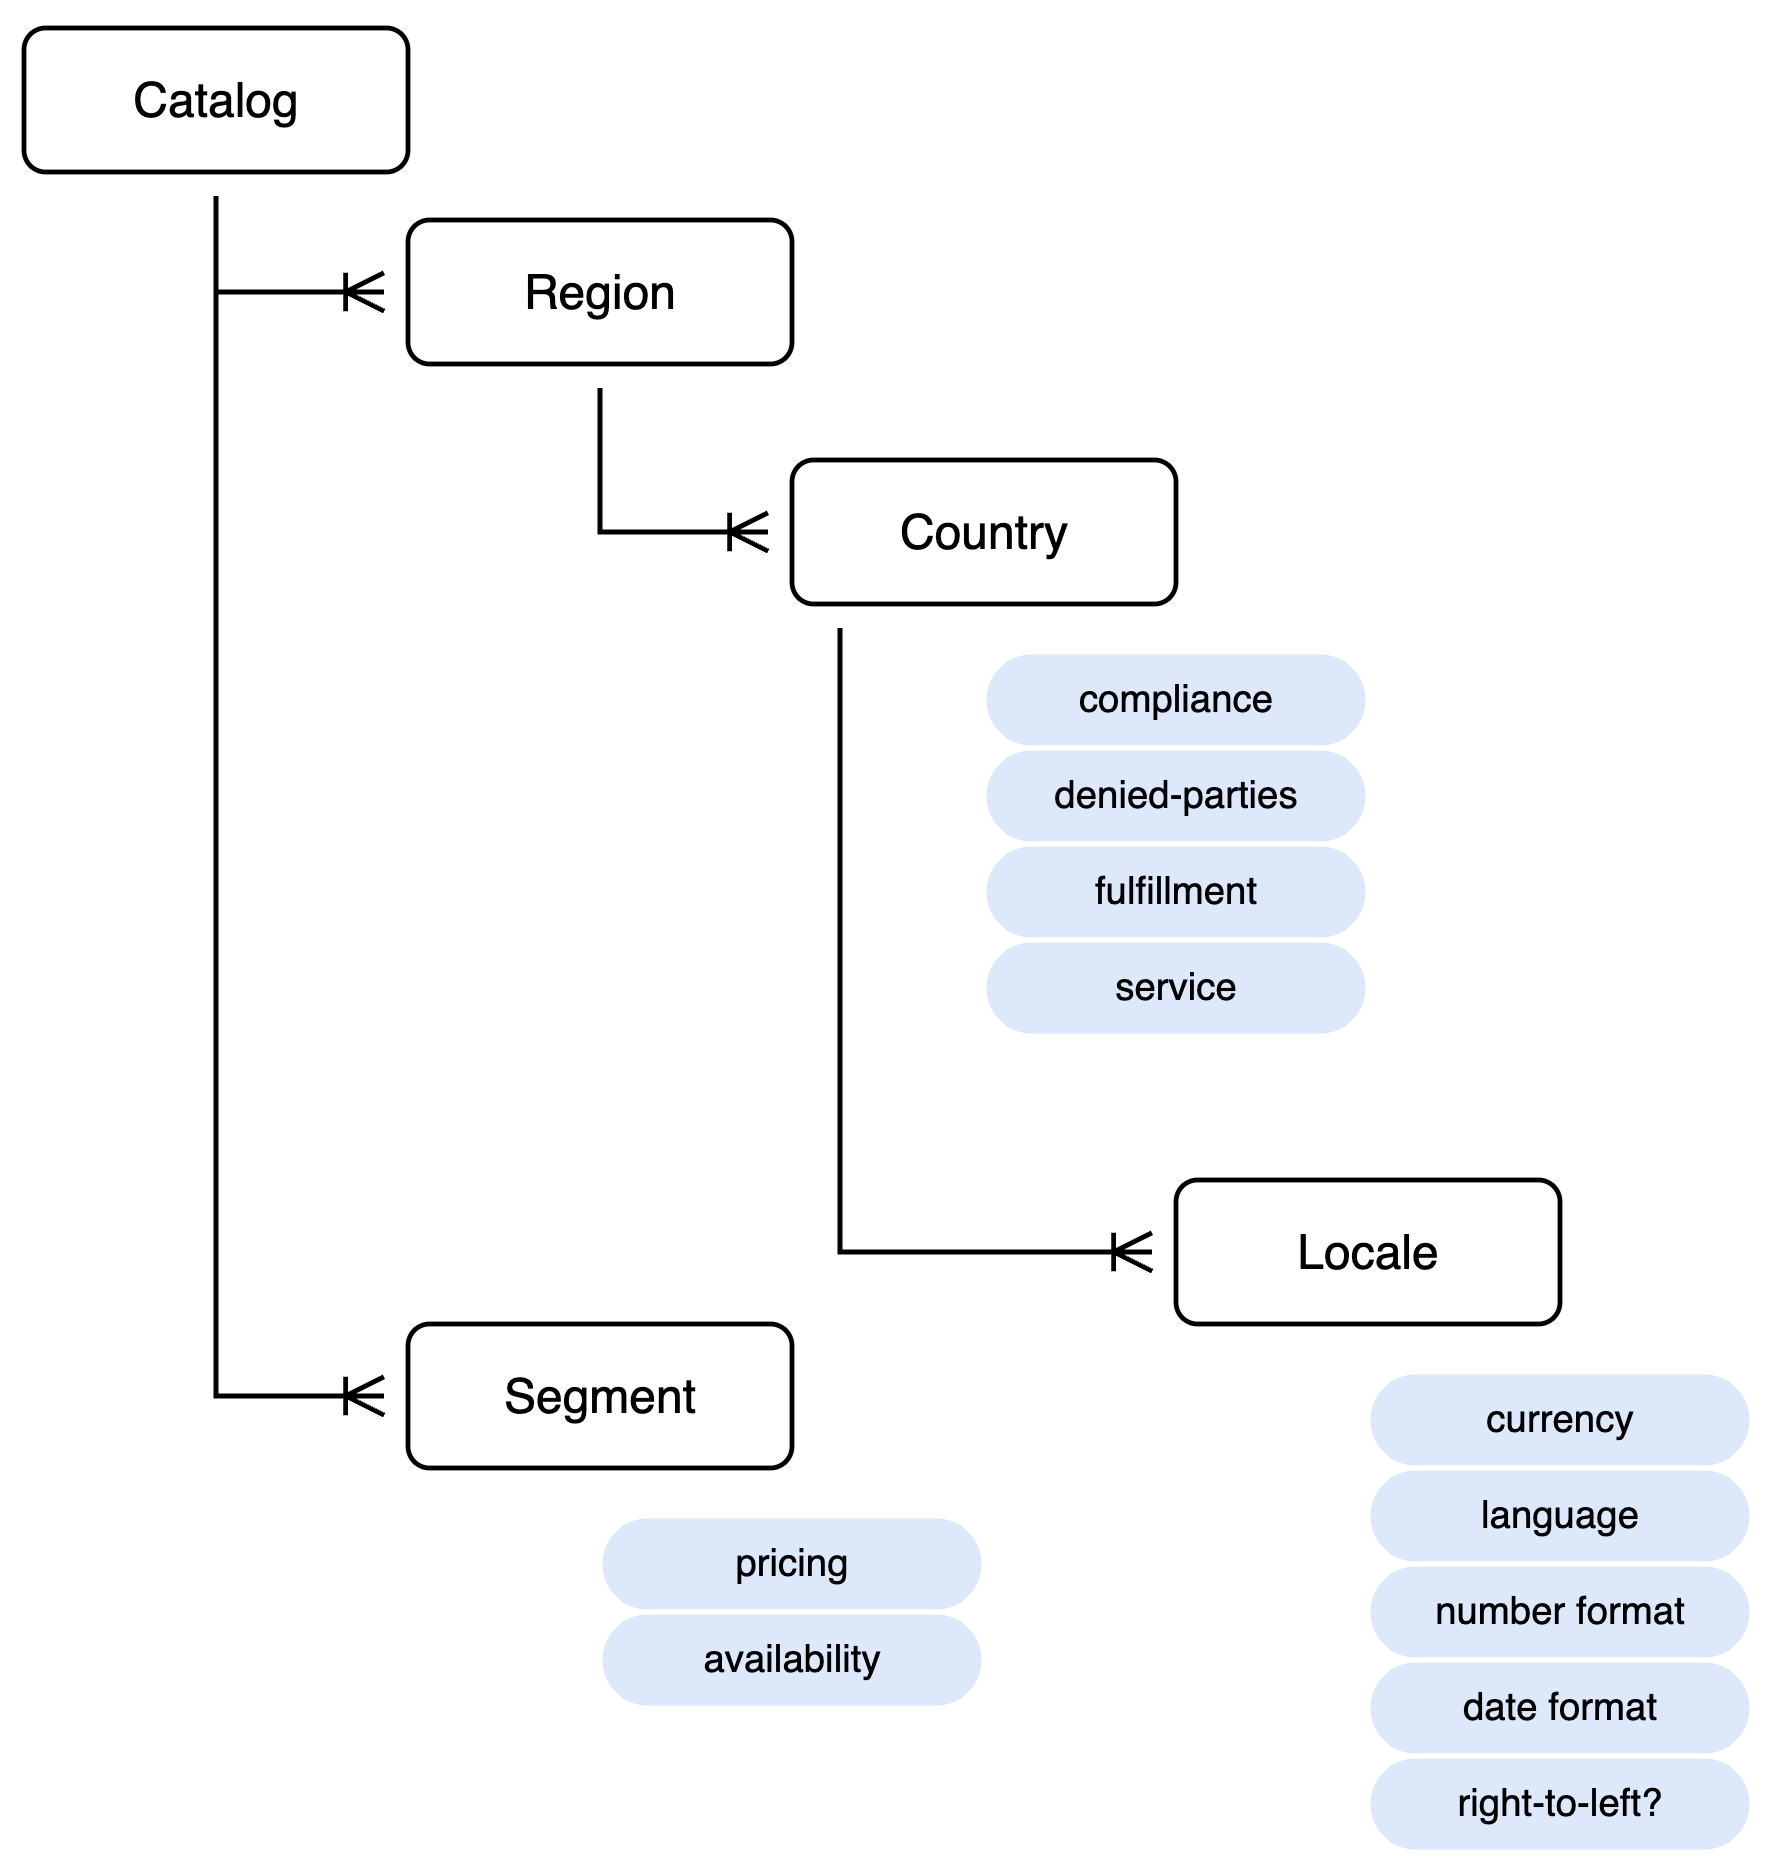 Catalog
Region
Country
compliance
denied-parties
fulfillment
service
Locale
Segment
currency
language
number format
date format
right-to-left?
pricing
availability